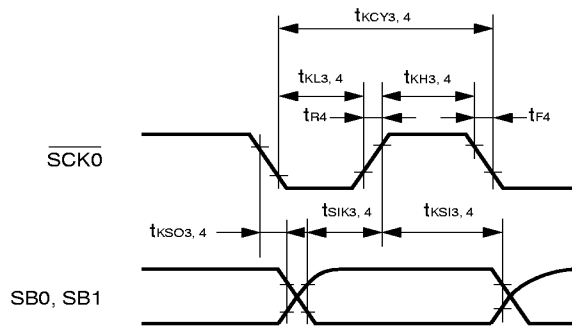 tKCY3, 4
tKL3, 4 tKH3, 4
tR4 tF4
SCK0
tSIK3, 4
tKSO3, 4 tKSI3, 4
SB0, SB1